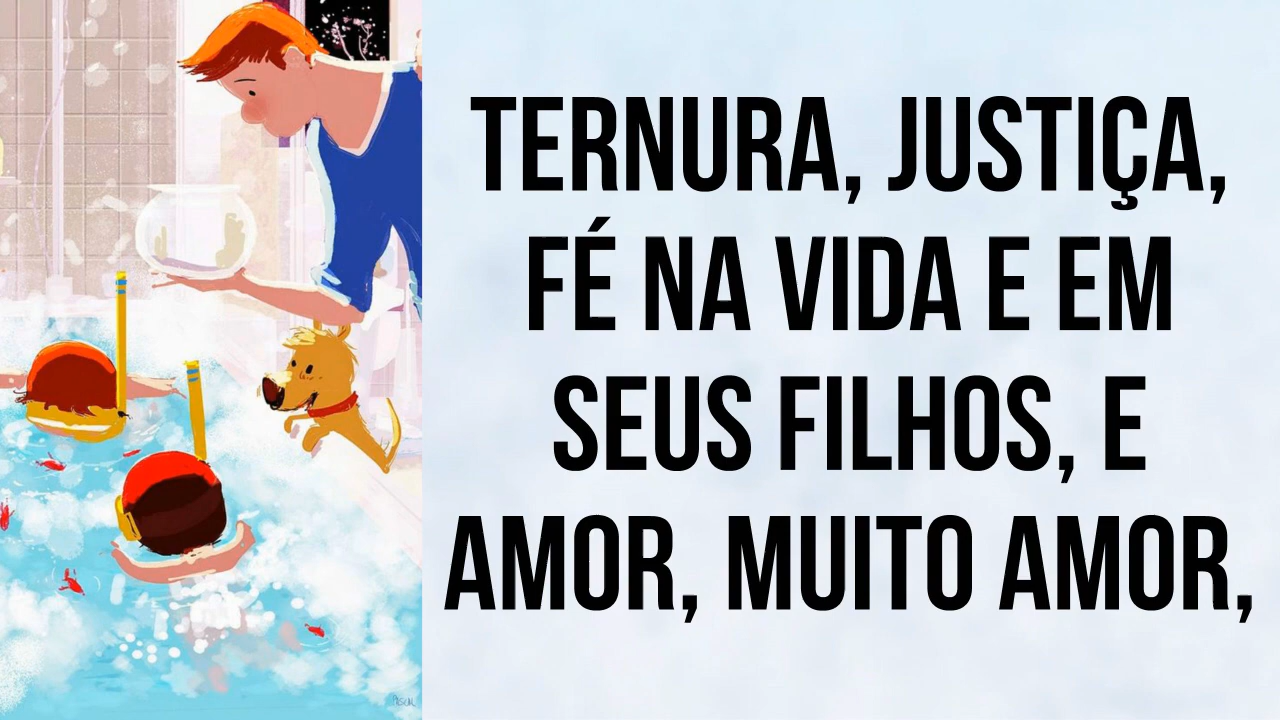 TERNURA, JUSTIÇA,
FÉ NA VIDA E EM
SEUS FILHOS, E
AMOR, MUITO AMOR,